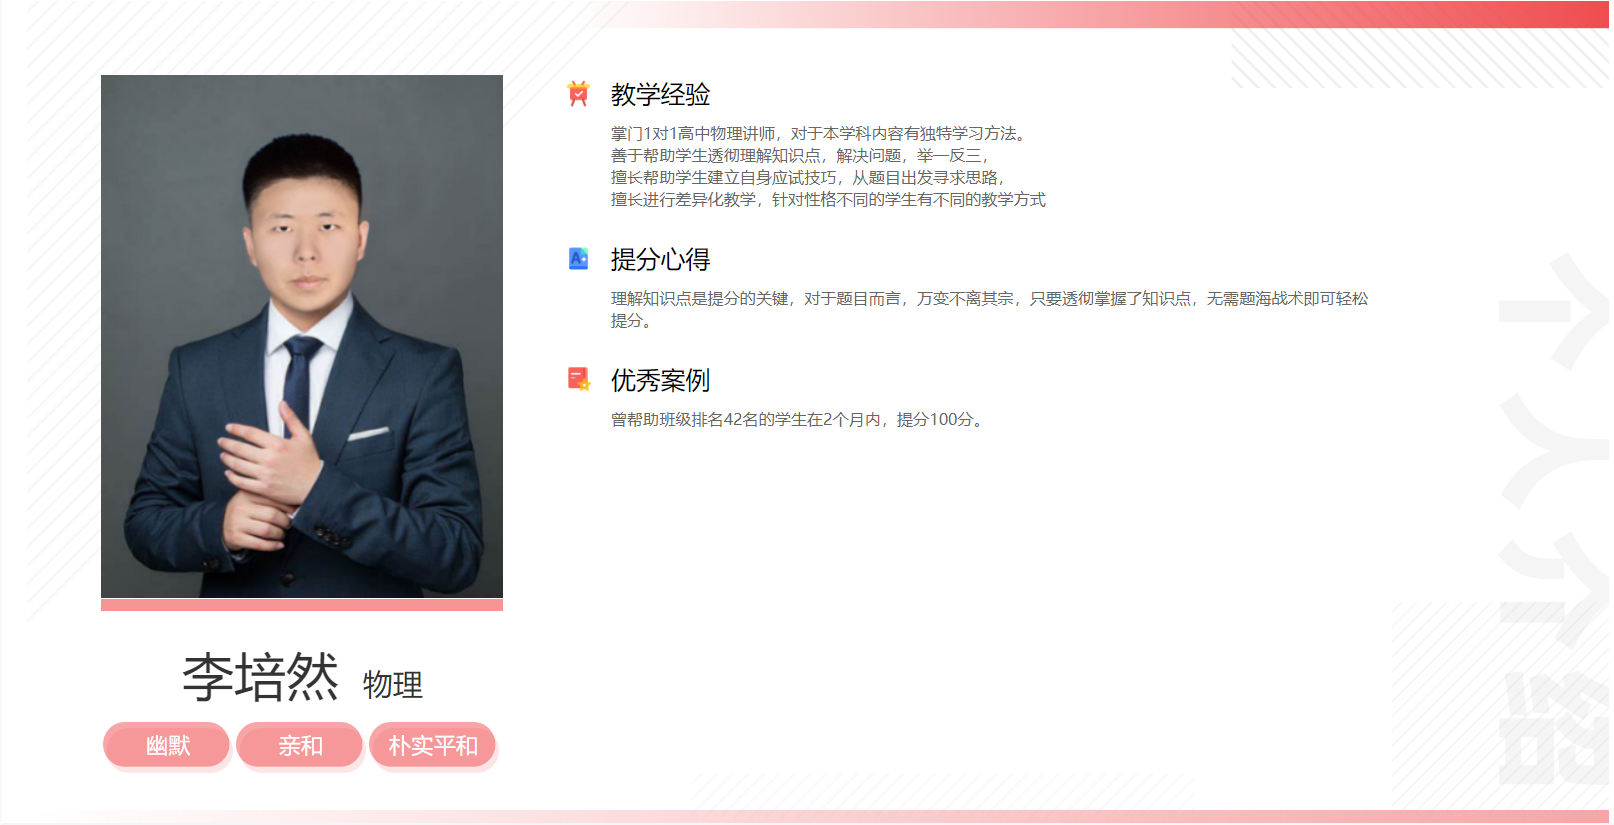 教学经验
掌门1对1高中物理讲师，对于本学科内容有独特学习方法。
善于帮助学生透彻理解知识点，解决问题，举一反三，
擅长帮助学生建立自身应试技巧，从题目出发寻求思路，
擅长进行差异化教学，针对性格不同的学生有不同的教学方式
提分心得
理解知识点是提分的关键，对于题目而言，万变不离其宗，只要透彻掌握了知识点，无需题海战术即可轻松
提分。
优秀案例
曾帮助班级排名42名的学生在2个月内，提分100分。
李培然 物理
幽默 亲和 朴实平和
个人介绍